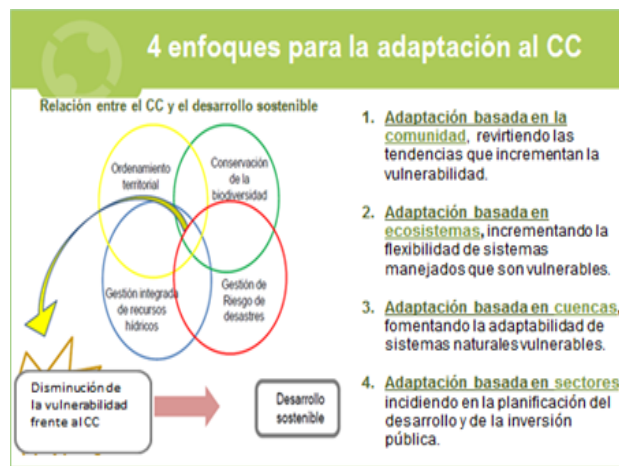 4 enfoques para la adaptación al CC
Relación entre el CC y el desarrollo sostenible
Ordenamiento
territorial
Conservación
de la
biodiversidad
Gestión integrada
de recursos
hídricos
Gestión de
Riesgo de
desastres
Disminución de
la vulnerabilidad
frente al CC
Desarrollo
sostenible
1. Adaptación basada en la
comunidad, revirtiendo las
tendencias que incrementan la
vulnerabilidad.
2. Adaptación basada en
ecosistemas, incrementando la
flexibilidad de sistemas
manejados que son vulnerables.
3. Adaptación basada en cuencas,
fomentando la adaptabilidad de
sistemas naturales vulnerables.
4. Adaptación basada en sectores
incidiendo en la planificación del
desarrollo y de la inversión
pública.